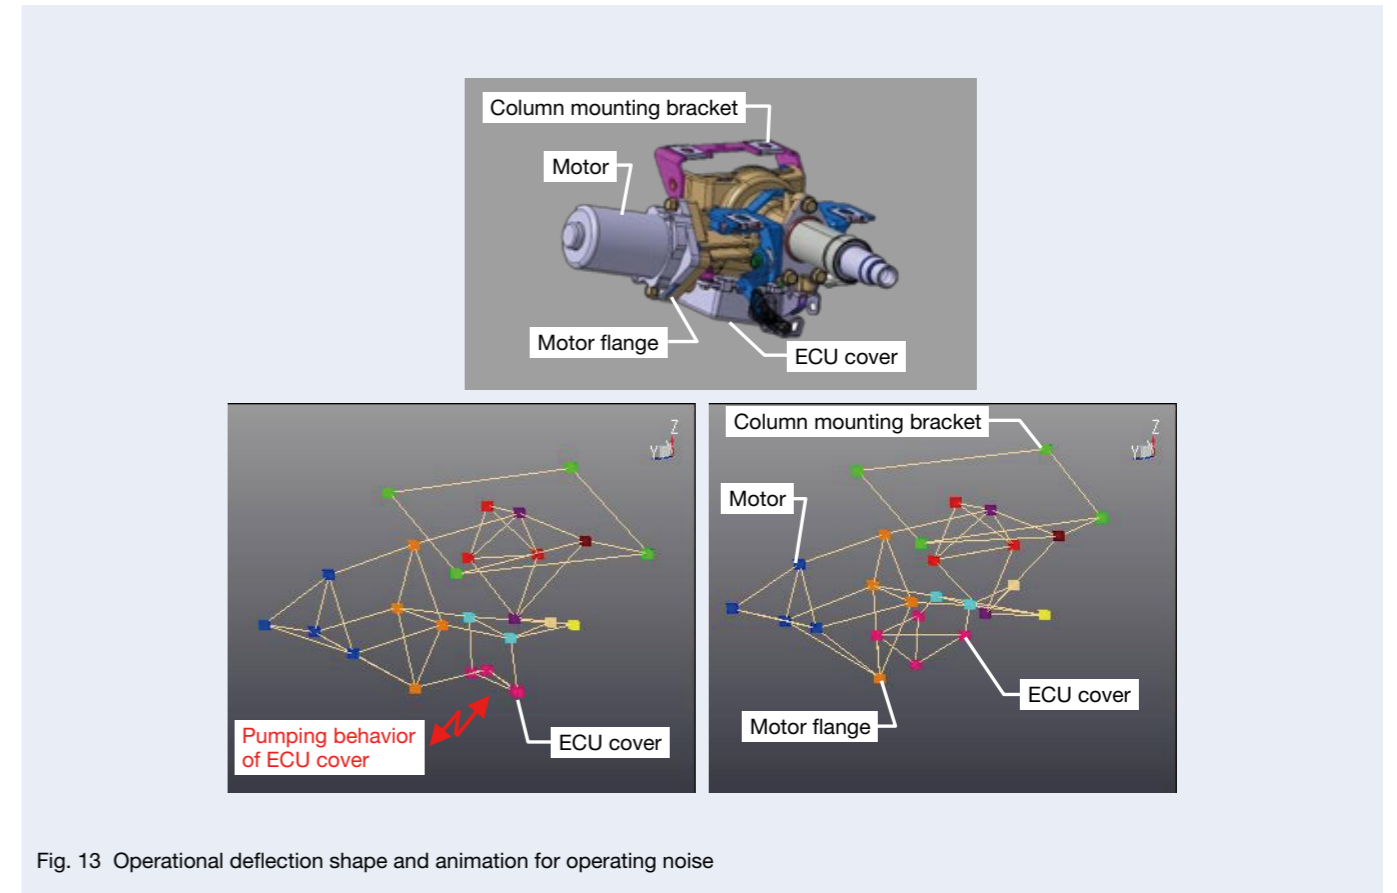 Column mounting bracket
Motor
Motor flange
ECU cover
Z
Y
Pumping behavior
of ECU cover
ECU cover
Column mounting bracket
Z
Y
Motor
ECU cover
Motor flange
Fig. 13 Operational deflection shape and animation for operating noise